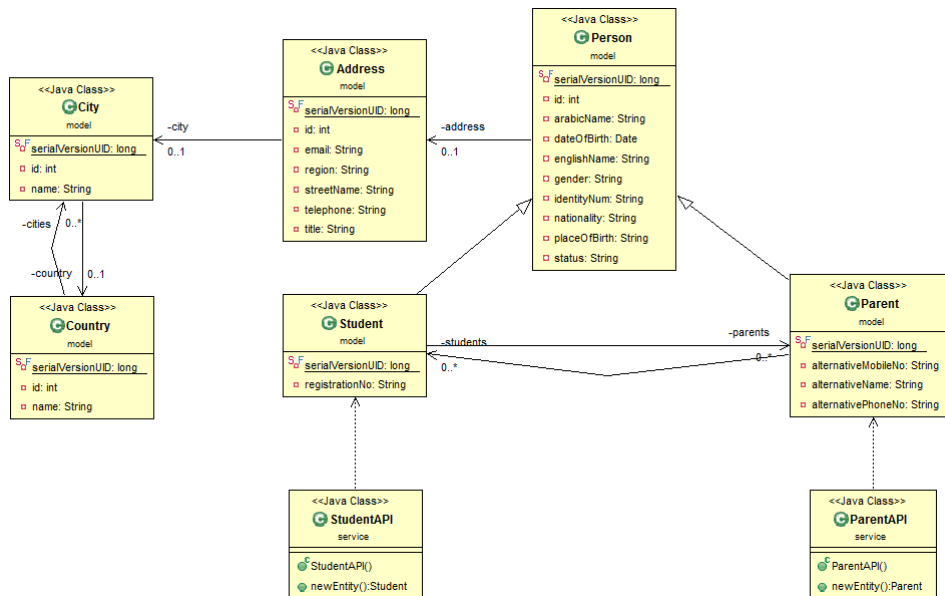 <<Java Class>>
Person
model
serialVersionUID: long
id: int
arabicName: String
dateOfBirth: Date
englishName: String
gender: String
identityNum: String
nationality: String
placeOfBirth: String
status: String
<<Java Class>>
Address
model
serialVersionUID: long
id: int
email: String
region: String
streetName: String
telephone: String
title: String
-address
0..1
<<Java Class>>
City
model
serialVersionUID: long
id: int
name: String
-city
0..1
-cities
0..*
-country
0..1
<<Java Class>>
Country
model
serialVersionUID: long
id: int
name: String
<<Java Class>>
Student
model
serialVersionUID: long
registrationNo: String
-students
0..*
-parents
0..*
<<Java Class>>
Parent
model
serialVersionUID: long
alternativeMobileNo: String
alternativeName: String
alternativePhoneNo: String
<<Java Class>>
StudentAPI
service
StudentAPI()
newEntity():Student
<<Java Class>>
ParentAPI
service
ParentAPI()
newEntity():Parent